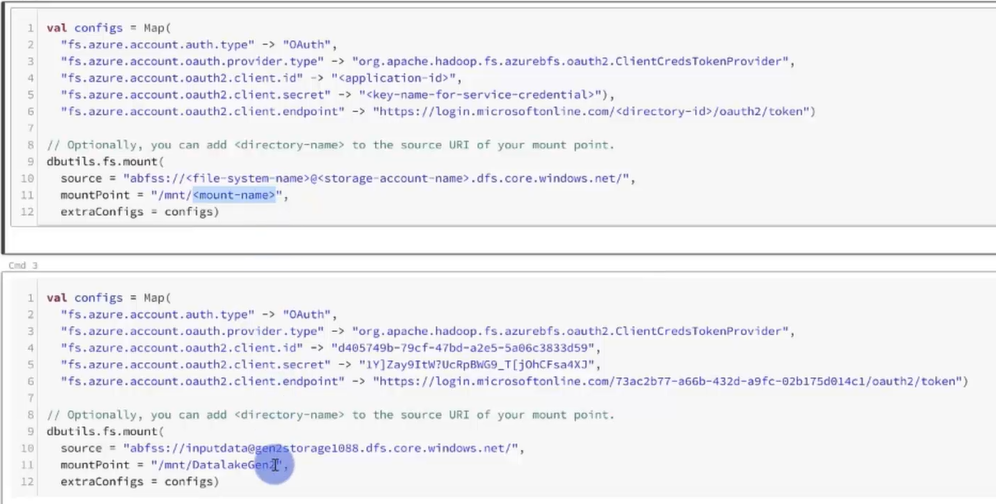 1 val configs = Map(
2 "fs.azure.account.auth.type" -> "OAuth",
3 "fs.azure.account.oauth.provider.type" -> "org.apache.hadoop.fs.azurebfs.oauth2.ClientCredsTokenProvider",
4 "fs.azure.account.oauth2.client.id" -> "<application-id>",
5 "fs.azure.account.oauth2.client.secret" -> "<key-name-for-service-credential>"),
6 "fs.azure.account.oauth2.client.endpoint" -> "https://login.microsoftonline.com/<directory-id>/oauth2/token")
7
8 // Optionally, you can add <directory-name> to the source URI of your mount point.
9 dbutils.fs.mount(
10 source = "abfss://<file-system-name>@<storage-account-name>.dfs.core.windows.net/",
11 mountPoint = "/mnt/<mount-name>",
12 extraConfigs = configs)
Cmd 3
1 val configs = Map(
2 "fs.azure.account.auth.type" -> "OAuth",
3 "fs.azure.account.oauth.provider.type" -> "org.apache.hadoop.fs.azurebfs.oauth2.ClientCredsTokenProvider",
4 "fs.azure.account.oauth2.client.id" -> "d405749b-79cf-47bd-a2e5-5a06c3833d59",
5 "fs.azure.account.oauth2.client.secret" -> "1Y]Zay9ItW?UcRpBWG9_T[jOhCFsa4XJ",
6 "fs.azure.account.oauth2.client.endpoint" -> "https://login.microsoftonline.com/73ac2b77-a66b-432d-a9fc-02b175d014c1/oauth2/token")
7
8 // Optionally, you can add <directory-name> to the source URI of your mount point.
9 dbutils.fs.mount(
10 source = "abfss://inputdata@gen2storage1088.dfs.core.windows.net/",
11 mountPoint = "/mnt/DatalakeGen2",
12 extraConfigs = configs)